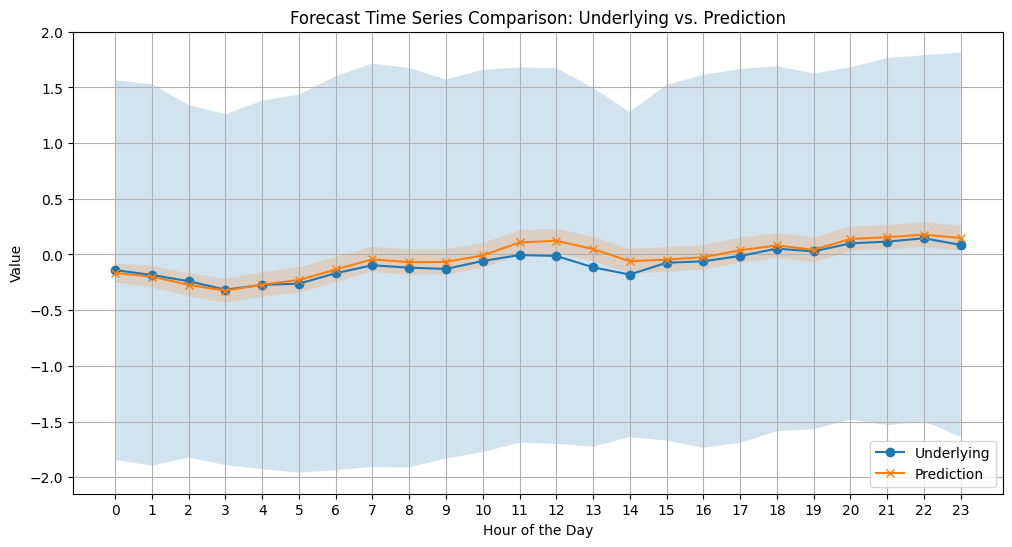 Forecast Time Series Comparison: Underlying vs. Prediction
2.0
1.5
1.0
0.5
0.0
−0.5
−1.0
−1.5
−2.0
Value
Underlying
Prediction
0 1 2 3 4 5 6 7 8 9 10 11 12 13 14 15 16 17 18 19 20 21 22 23
Hour of the Day